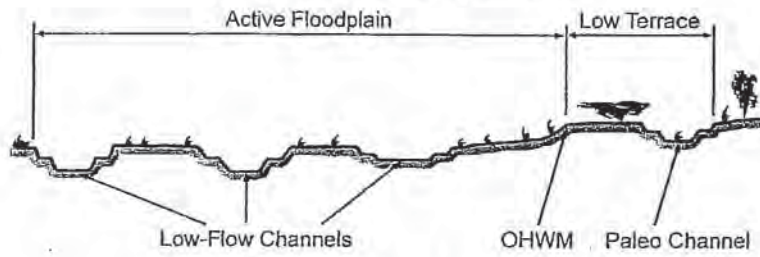 Active Floodplain
Low Terrace
Low-Flow Channels
OHWM
Paleo Channel